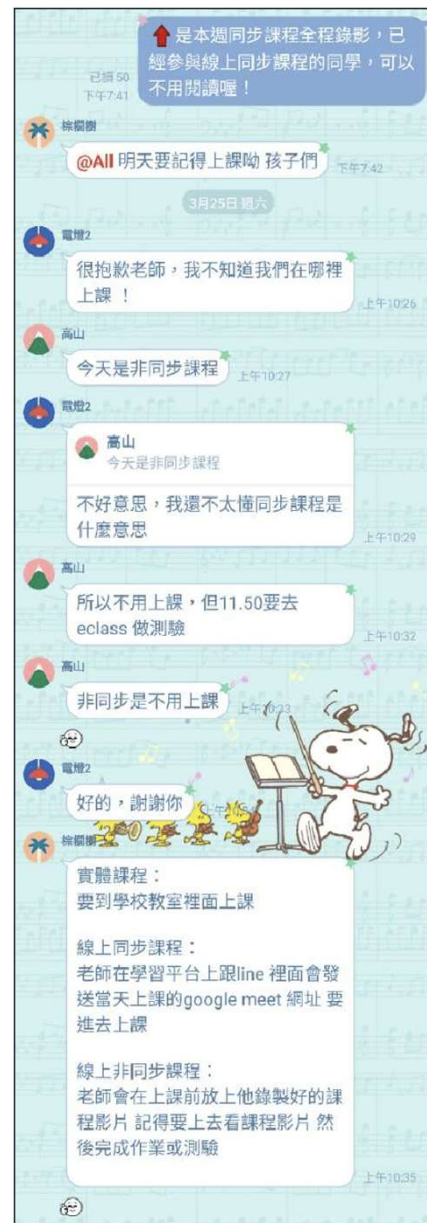 是本週同步課程全程錄影，已
經參與線上同步課程的同學，可以
不用閱讀喔！
已讀 50
下午7:41
棕櫚樹
@All 明天要記得上課呦 孩子們
下午7:42
3月25日 週六
電燈2
很抱歉老師，我不知道我們在哪裡
上課 ！
上午10:26
高山
今天是非同步課程
上午10:27
電燈2
高山
今天是非同步課程
不好意思，我還不太懂同步課程是
什麼意思
上午10:29
高山
所以不用上課，但11.50要去
eclass 做測驗
上午10:32
高山
非同步是不用上課
電燈2
好的，謝謝你
棕櫚樹
實體課程：
要到學校教室裡面上課
線上同步課程：
老師在學習平台上跟line 裡面會發
送當天上課的google meet 網址 要
進去上課
線上非同步課程：
老師會在上課前放上他錄製好的課
程影片 記得要上去看課程影片 然
後完成作業或測驗
上午10:35